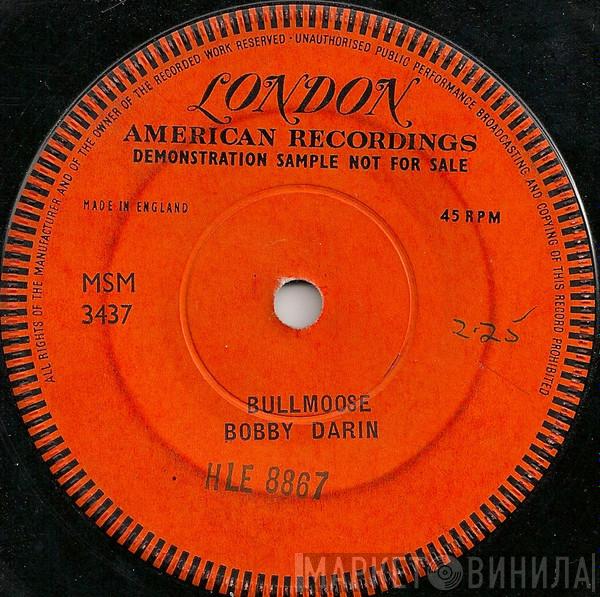 ALL RIGHTS OF THE MANUFACTURER AND OF THE OWNER OF THE RECORDED WORK RESERVED · UNAUTHORISED PUBLIC PERFORMANCE BROADCASTING AND COPYING OF THIS RECORD PROHIBITED
LONDON
AMERICAN RECORDINGS
DEMONSTRATION SAMPLE NOT FOR SALE
MADE IN ENGLAND
45 RPM
MSM
3437
2·25
BULLMOOSE
BOBBY DARIN
HLE 8867
МАРКЕТ ВИНИЛА